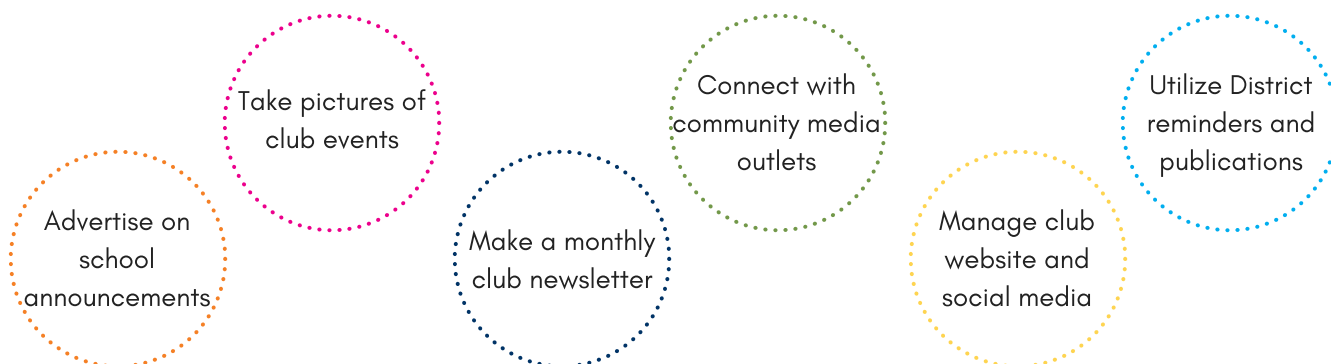 Advertise on
school
announcements
Take pictures of
club events
Make a monthly
club newsletter
Connect with
community media
outlets
Manage club
website and
social media
Utilize District
reminders and
publications